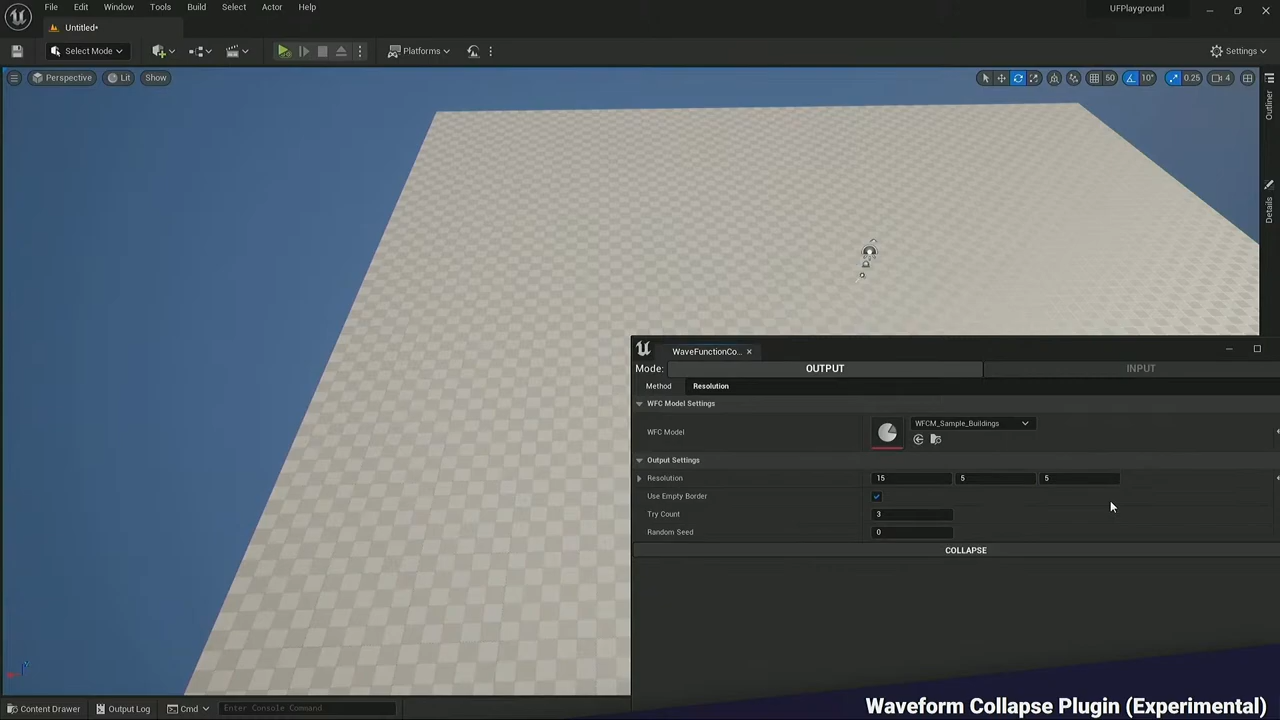 File Edit Window Tools Build Select Actor Help
UFPlayground
Untitled*
Select Mode
Platforms
Settings
Perspective Lit Show
50 10° 0.25 4
Outliner
Details
WaveFunctionCo...
Mode: OUTPUT INPUT
Method Resolution
WFC Model Settings
WFC Model WFCM_Sample_Buildings
Output Settings
Resolution 15 5 5
Use Empty Border
Try Count 3
Random Seed 0
COLLAPSE
Content Drawer Output Log Cmd Enter Console Command
Waveform Collapse Plugin (Experimental)